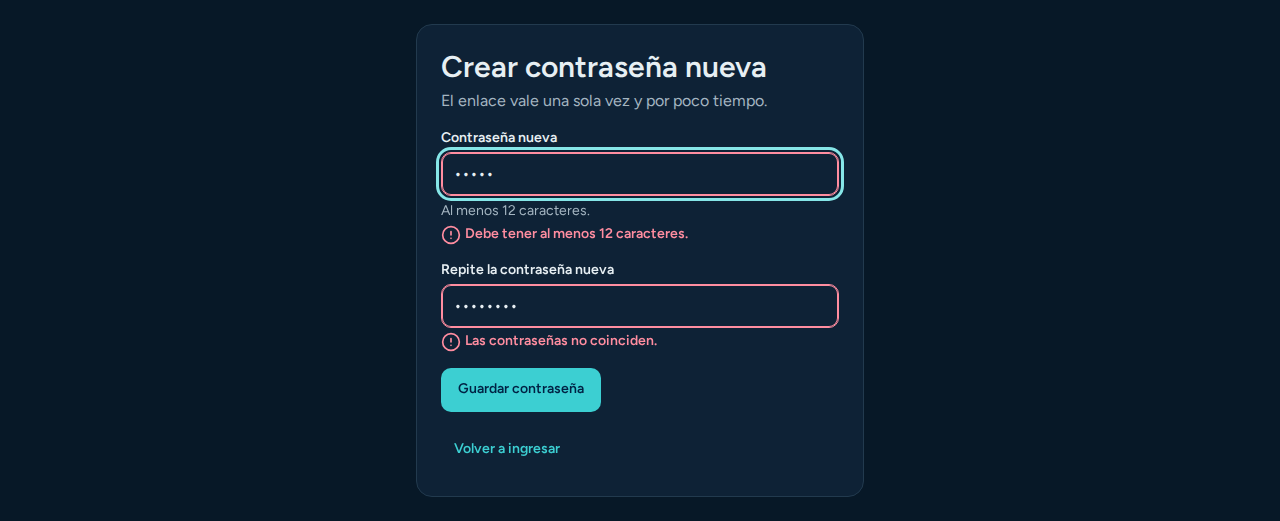 Crear contraseña nueva
El enlace vale una sola vez y por poco tiempo.
Contraseña nueva
•••••
Al menos 12 caracteres.
Debe tener al menos 12 caracteres.
Repite la contraseña nueva
••••••••
Las contraseñas no coinciden.
Guardar contraseña
Volver a ingresar